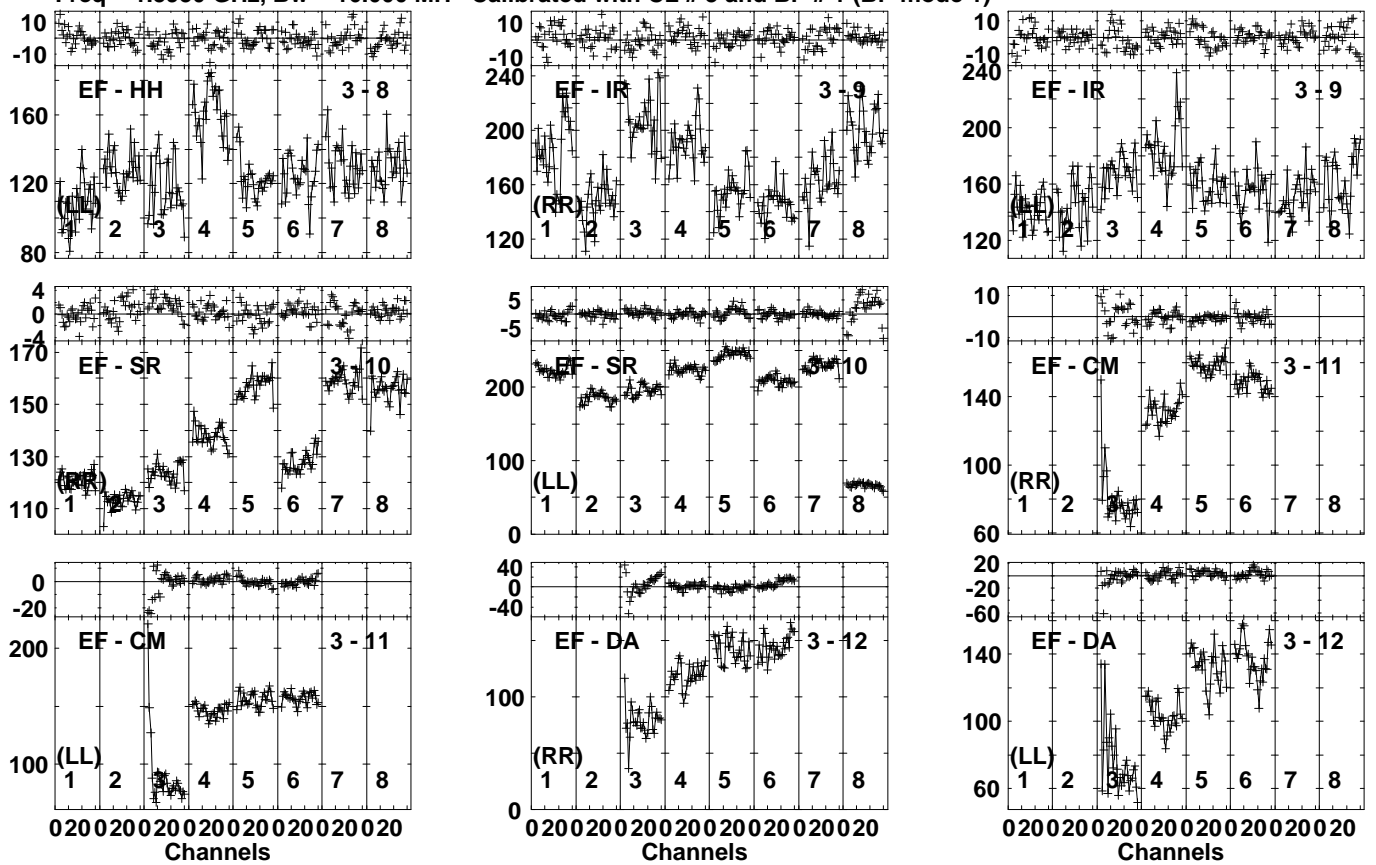 10 0 -10
160 120 80
EF - HH 3 - 8
(LL)
1 2 3 4 5 6 7 8
10 0 -10
240 200 160 120
EF - IR 3 - 9
(RR)
1 2 3 4 5 6 7 8
10 0 -10
240 200 160 120
EF - IR 3 - 9
(LL)
1 2 3 4 5 6 7 8
4 0 -4
170 150 130 110
EF - SR 3 - 10
(RR)
1 2 3 4 5 6 7 8
5 0 -5
200 100 0
EF - SR 3 - 10
(LL)
1 2 3 4 5 6 7 8
10 0 -10
140 100 60
EF - CM 3 - 11
(RR)
1 2 3 4 5 6 7 8
0 -20
200 100
EF - CM 3 - 11
(LL)
1 2 3 4 5 6 7 8
0 20 0 20 0 20 0 20 0 20 0 20 0 20 0 20
Channels
40 0 -40
100 0
EF - DA 3 - 12
(RR)
1 2 3 4 5 6 7 8
0 20 0 20 0 20 0 20 0 20 0 20 0 20 0 20
Channels
20 -20 -60
140 100 60
EF - DA 3 - 12
(LL)
1 2 3 4 5 6 7 8
0 20 0 20 0 20 0 20 0 20 0 20 0 20 0 20
Channels